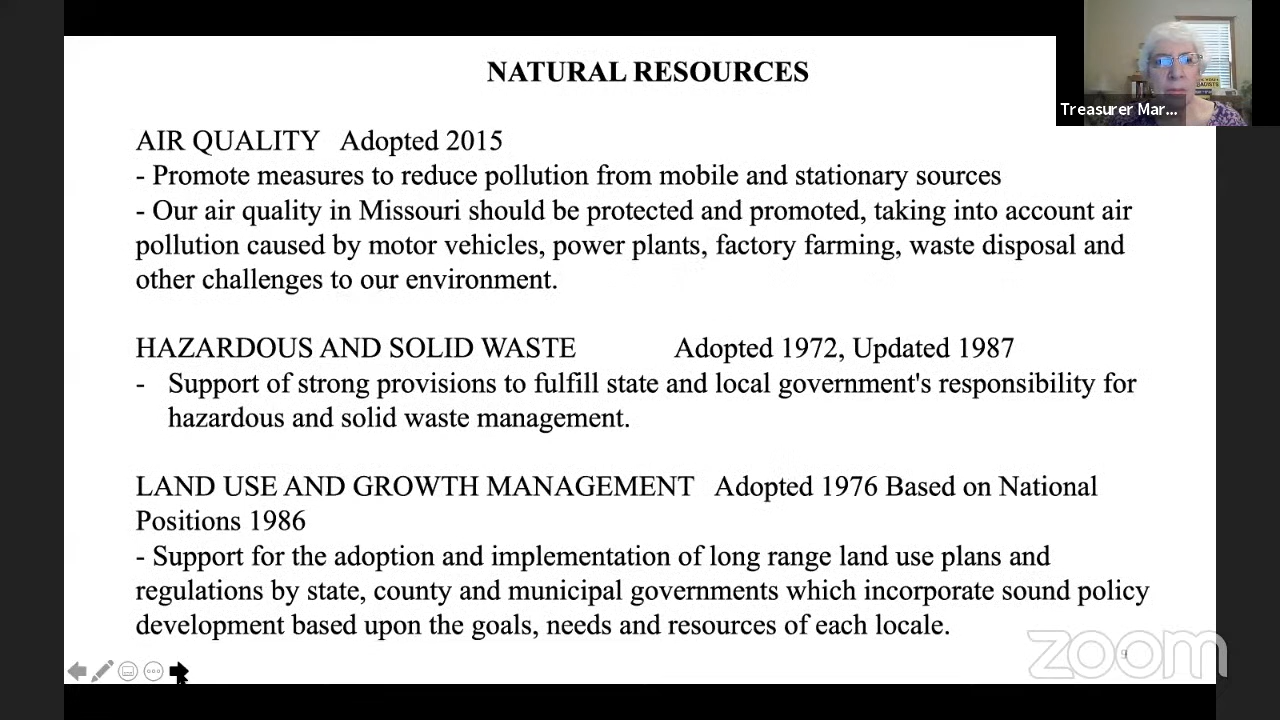 NATURAL RESOURCES
Treasurer Mar...
AIR QUALITY Adopted 2015
- Promote measures to reduce pollution from mobile and stationary sources
- Our air quality in Missouri should be protected and promoted, taking into account air
pollution caused by motor vehicles, power plants, factory farming, waste disposal and
other challenges to our environment.
HAZARDOUS AND SOLID WASTE Adopted 1972, Updated 1987
- Support of strong provisions to fulfill state and local government's responsibility for
hazardous and solid waste management.
LAND USE AND GROWTH MANAGEMENT Adopted 1976 Based on National
Positions 1986
- Support for the adoption and implementation of long range land use plans and
regulations by state, county and municipal governments which incorporate sound policy
development based upon the goals, needs and resources of each locale.
9
zoom